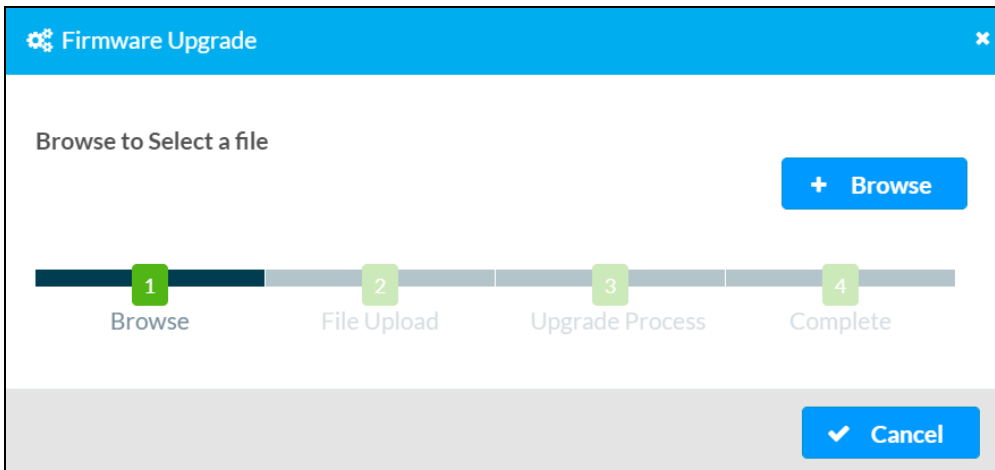 Firmware Upgrade
Browse to Select a file
+ Browse
1 2 3 4
Browse File Upload Upgrade Process Complete
Cancel